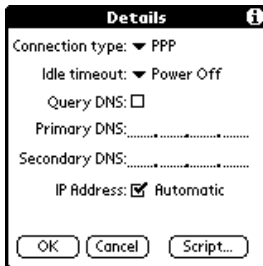 Details i
Connection type: PPP
Idle timeout: Power Off
Query DNS:
Primary DNS:
Secondary DNS:
IP Address: Automatic
OK Cancel Script...